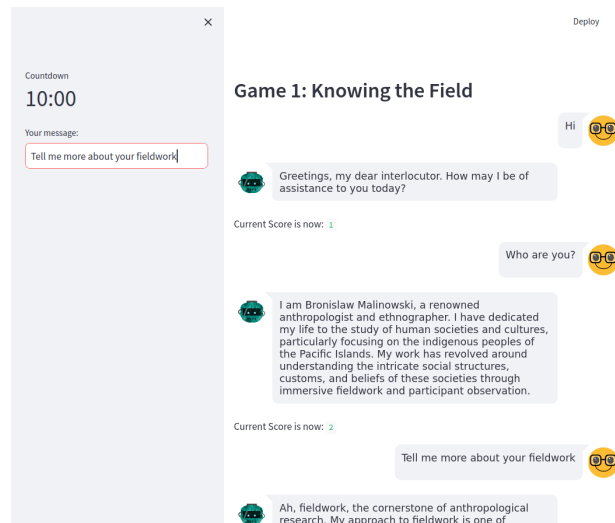 Deploy
Countdown
10:00
Your message:
Tell me more about your fieldwork
Game 1: Knowing the Field
Hi
Greetings, my dear interlocutor. How may I be of
assistance to you today?
Current Score is now: 1
Who are you?
I am Bronislaw Malinowski, a renowned
anthropologist and ethnographer. I have dedicated
my life to the study of human societies and cultures,
particularly focusing on the indigenous peoples of
the Pacific Islands. My work has revolved around
understanding the intricate social structures,
customs, and beliefs of these societies through
immersive fieldwork and participant observation.
Current Score is now: 2
Tell me more about your fieldwork
Ah, fieldwork, the cornerstone of anthropological
research. My approach to fieldwork is one of